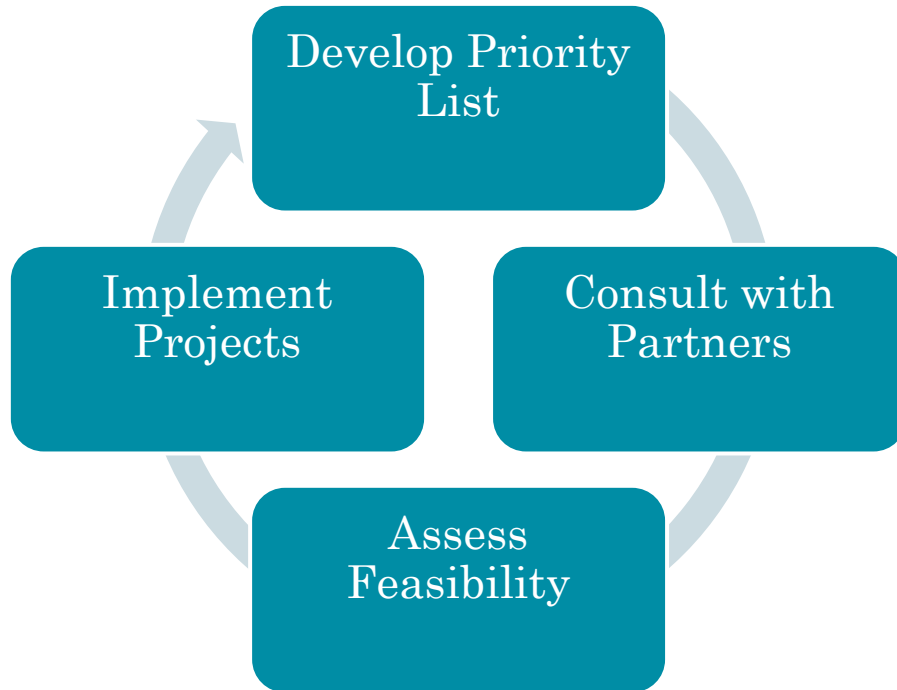 Develop Priority
List
Consult with
Partners
Assess
Feasibility
Implement
Projects